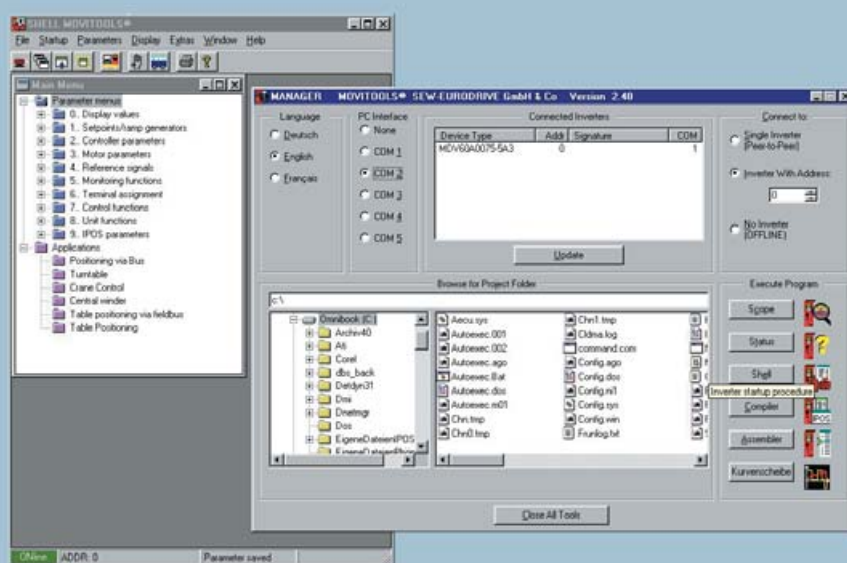 SHELL MOVITOOLS®
File Startup Parameters Display Extras Window Help
Main Menu
Parameter menus
0.. Display values
1.. Setpoints/ramp generators
2.. Controller parameters
3.. Motor parameters
4.. Reference signals
5.. Monitoring functions
6.. Terminal assignment
7.. Control functions
8.. Unit functions
9.. IPOS parameters
Applications
Positioning via Bus
Turntable
Crane Control
Central winder
Table positioning via fieldbus
Table Positioning
ONline ADDR: 0 Parameter saved
MANAGER MOVITOOLS® SEW-EURODRIVE GmbH & Co Version 2.40
Language
Deutsch
English
Français
PC Interface
None
COM 1
COM 2
COM 3
COM 4
COM 5
Connected Inverters
Device Type Addr Signature COM
MDV60A0075-5A3 0 1
Update
Connect to:
Single Inverter
(Peer-to-Peer)
Inverter With Address:
0
No Inverter
(OFFLINE)
Browse for Project Folder
c:\
Omnibook (C:)
Archiv40
Ati
Corel
dbs_back
Detdyn31
Dmi
Dnetmgr
Dos
EigeneDateienIPOS
Aecu.sys
Autoexec.001
Autoexec.002
Autoexec.ago
Autoexec.Bat
Autoexec.dos
Autoexec.m01
Chn.tmp
Chn0.tmp
Chn1.tmp
Cldma.log
command.com
Config.ago
Config.dos
Config.nl1
Config.sys
Config.win
Frunlog.txt
Execute Program
Scope
Status
Shell
Inverter startup procedure
Compiler
IPOS
Assembler
Kurvenscheibe
Close All Tools